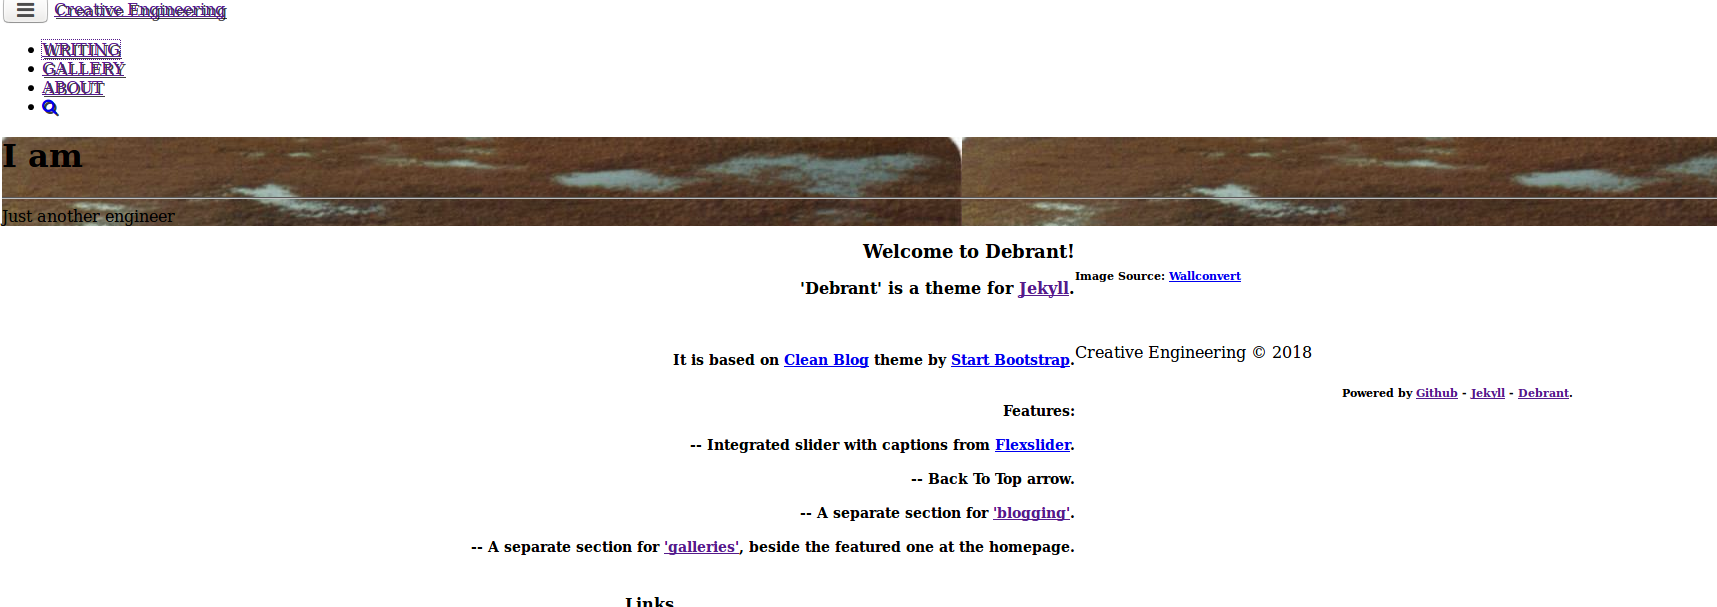 Creative Engineering
WRITING
GALLERY
ABOUT
I am
Just another engineer
Welcome to Debrant!
Image Source: Wallconvert
'Debrant' is a theme for Jekyll.
It is based on Clean Blog theme by Start Bootstrap.
Creative Engineering © 2018
Powered by Github - Jekyll - Debrant.
Features:
-- Integrated slider with captions from Flexslider.
-- Back To Top arrow.
-- A separate section for 'blogging'.
-- A separate section for 'galleries', beside the featured one at the homepage.
Links